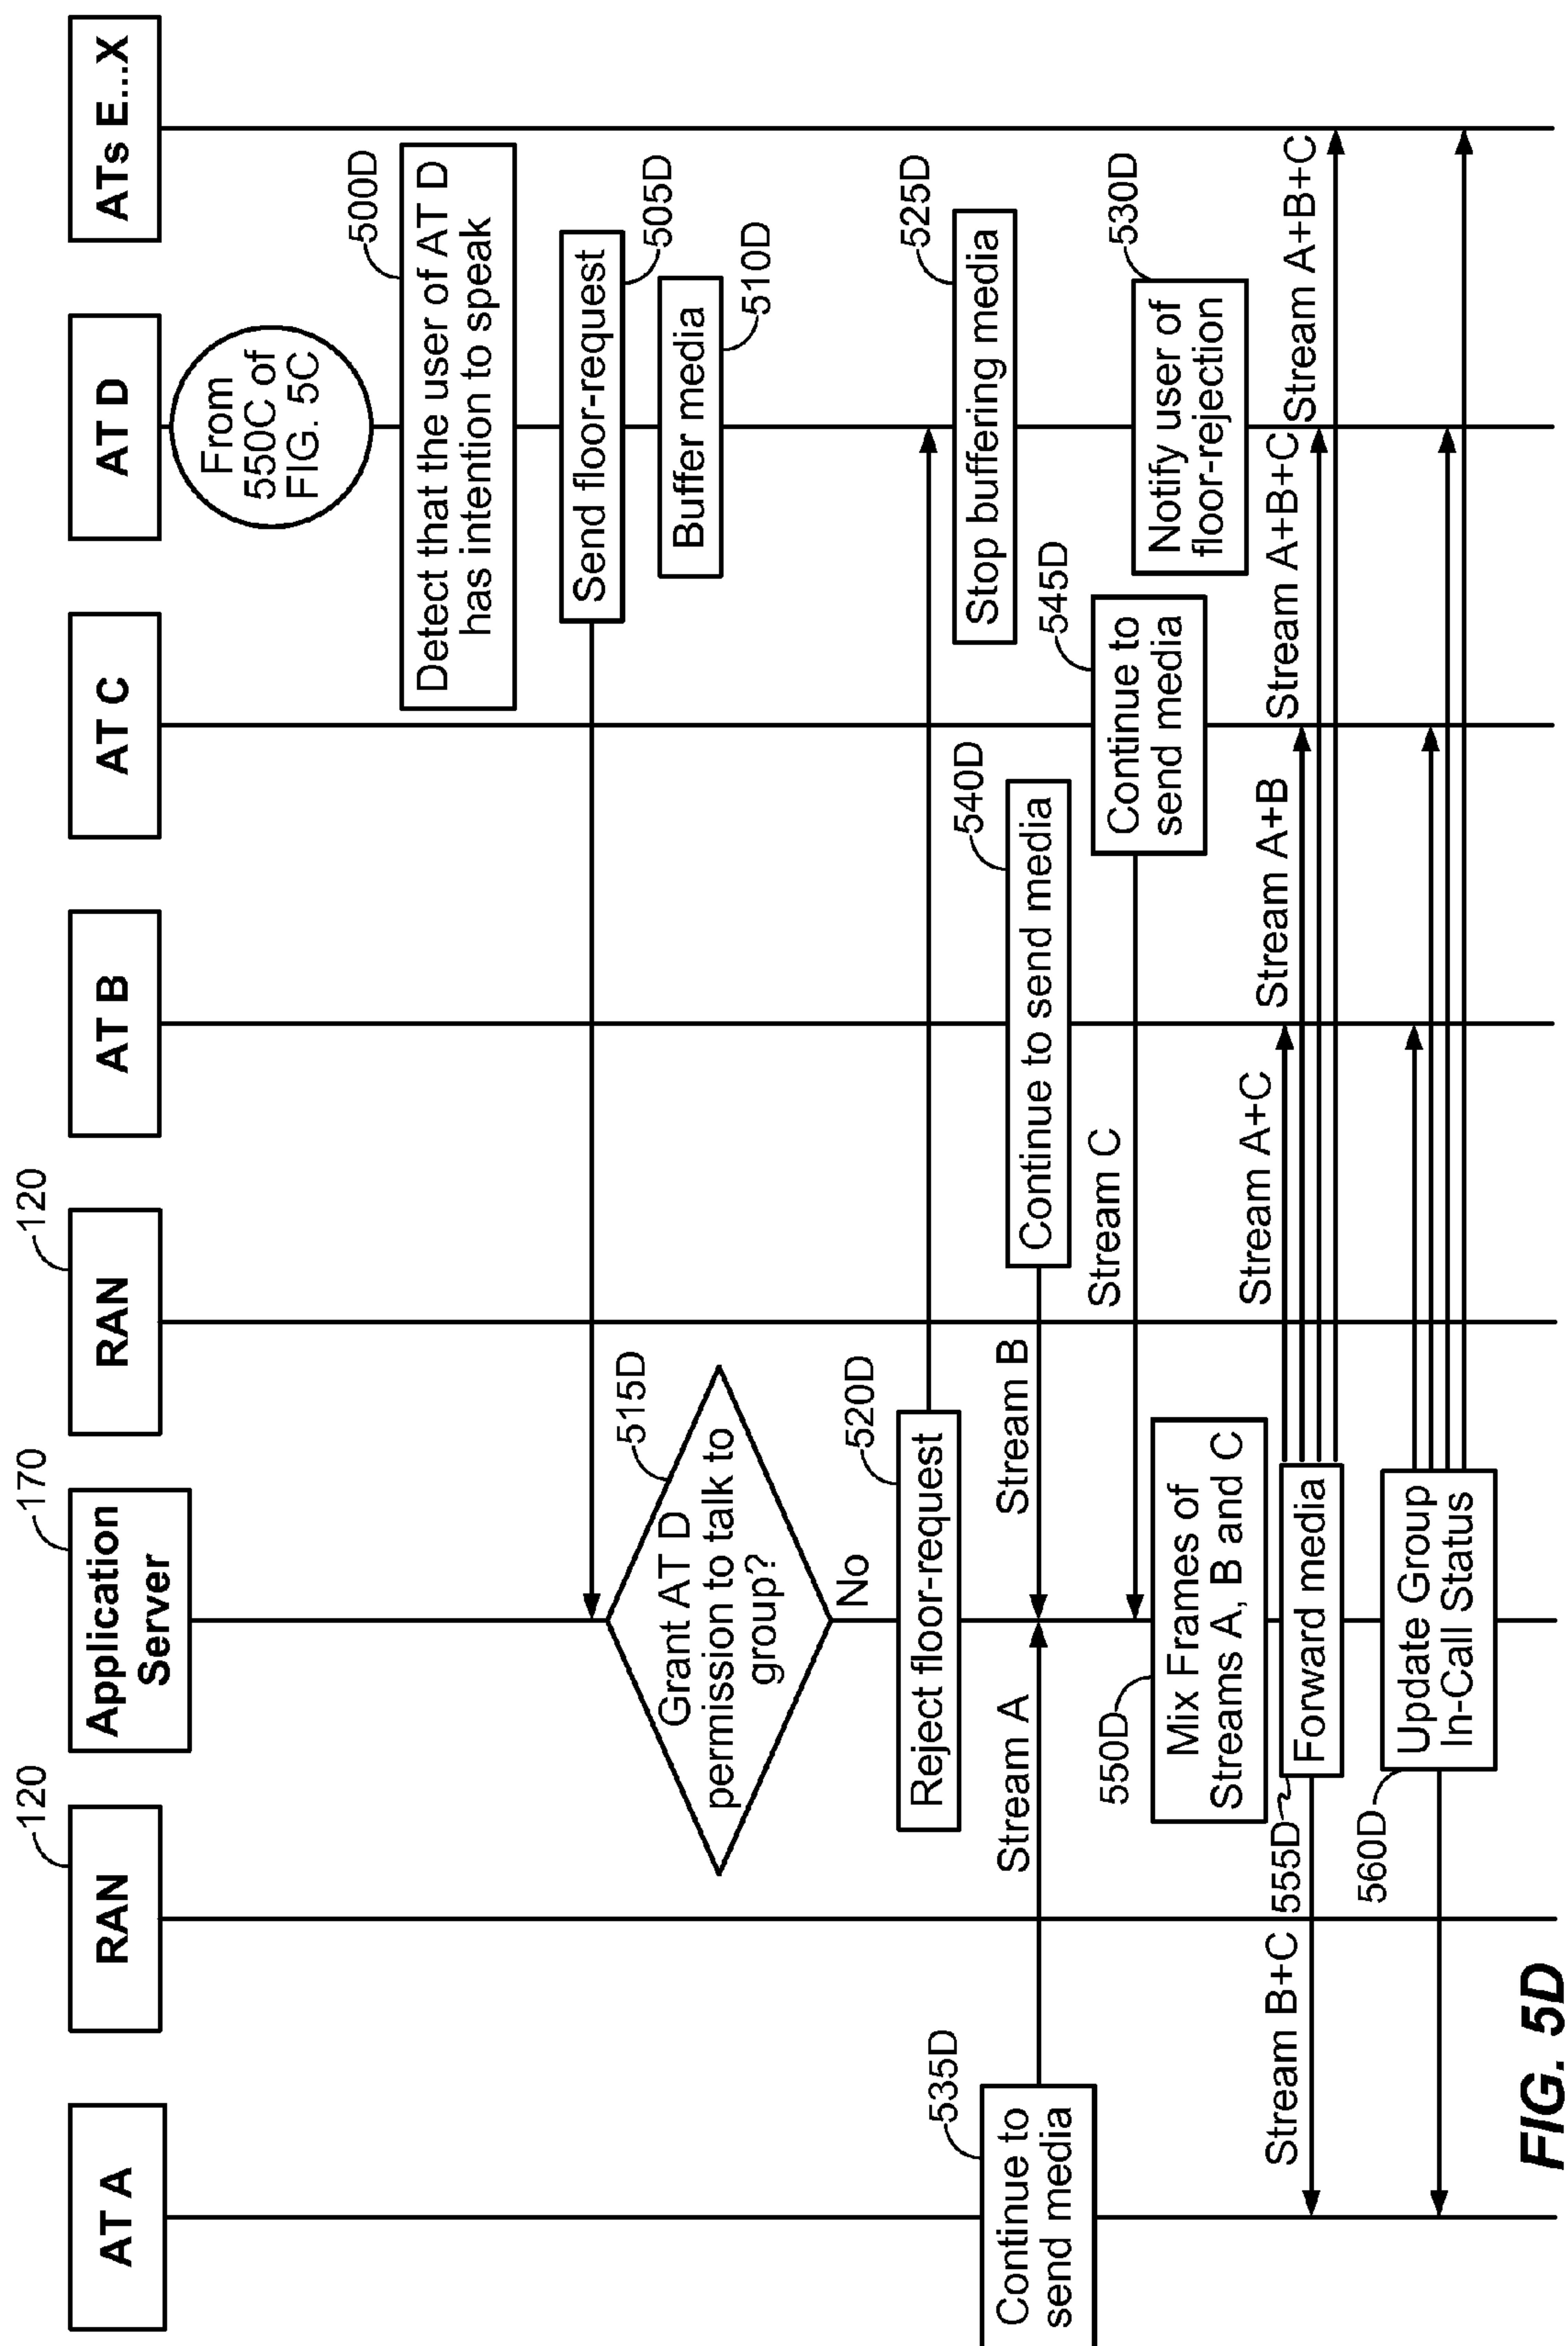 AT A
RAN
120
Application
Server
170
RAN
120
AT B
AT C
AT D
ATs E...X
From
550C of
FIG. 5C
500D
Detect that the user of AT D
has intention to speak
Send floor-request
505D
Buffer media
510D
515D
Grant AT D
permission to talk to
group?
No
520D
Reject floor-request
525D
Stop buffering media
530D
Notify user of
floor-rejection
535D
Continue to
send media
Stream A
540D
Continue to send media
Stream B
545D
Continue to
send media
Stream C
550D
Mix Frames of
Streams A, B and C
555D
Forward media
Stream B+C
Stream A+C
Stream A+B
Stream A+B+C
Stream A+B+C
560D
Update Group
In-Call Status
FIG. 5D